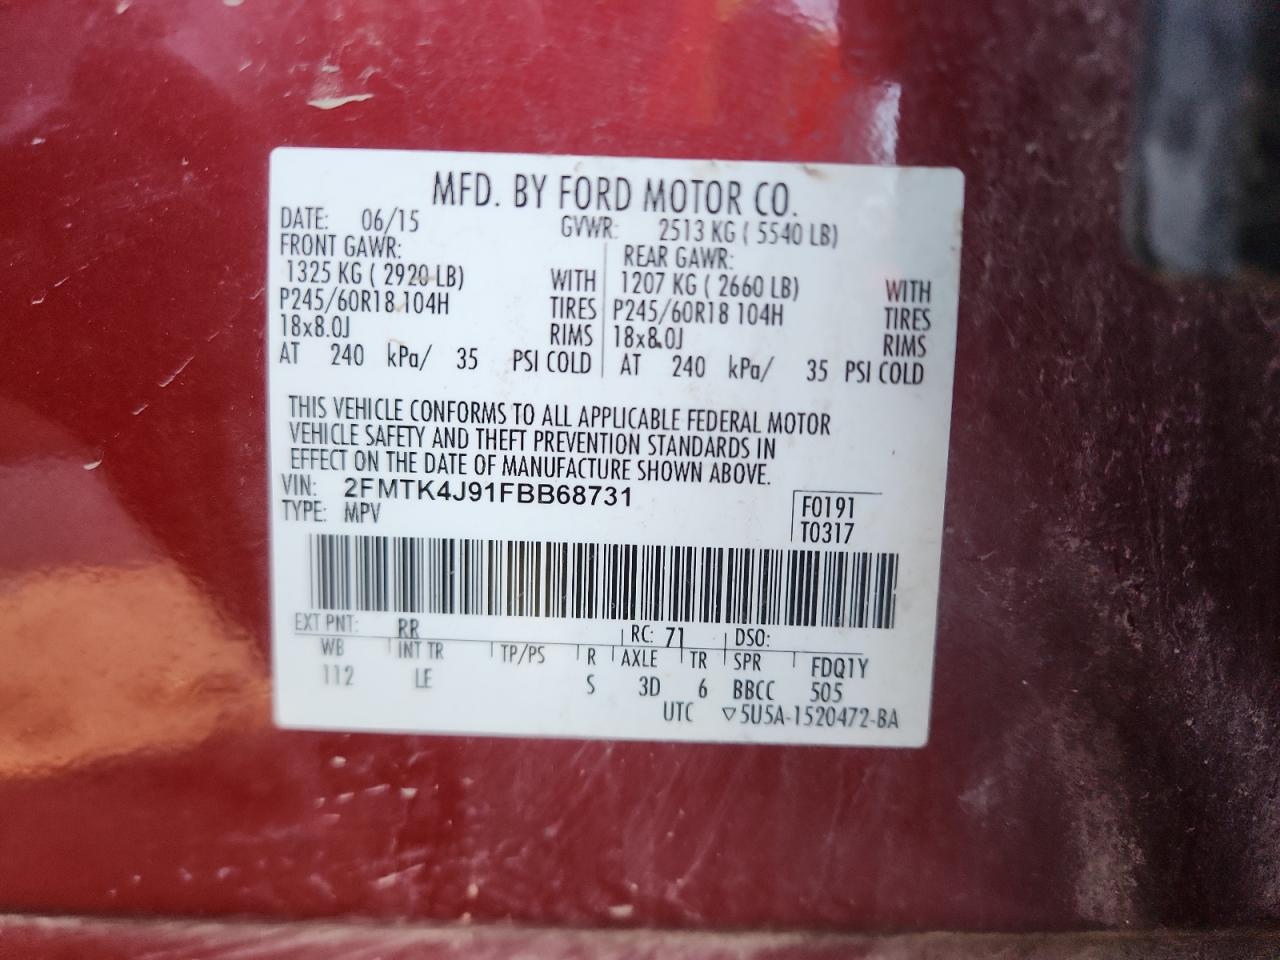 MFD. BY FORD MOTOR CO.
DATE: 06/15 GVWR: 2513 KG ( 5540 LB)
FRONT GAWR: REAR GAWR:
1325 KG ( 2920 LB) WITH 1207 KG ( 2660 LB) WITH
P245/60R18 104H TIRES P245/60R18 104H TIRES
18x8.0J RIMS 18x8.0J RIMS
AT 240 kPa/ 35 PSI COLD AT 240 kPa/ 35 PSI COLD
THIS VEHICLE CONFORMS TO ALL APPLICABLE FEDERAL MOTOR
VEHICLE SAFETY AND THEFT PREVENTION STANDARDS IN
EFFECT ON THE DATE OF MANUFACTURE SHOWN ABOVE.
VIN: 2FMTK4J91FBB68731 F0191
TYPE: MPV T0317
EXT PNT: RR RC: 71 DSO:
WB INT TR TP/PS R AXLE TR SPR FDQ1Y
112 LE S 3D 6 BBCC 505
UTC ▽5U5A-1520472-BA